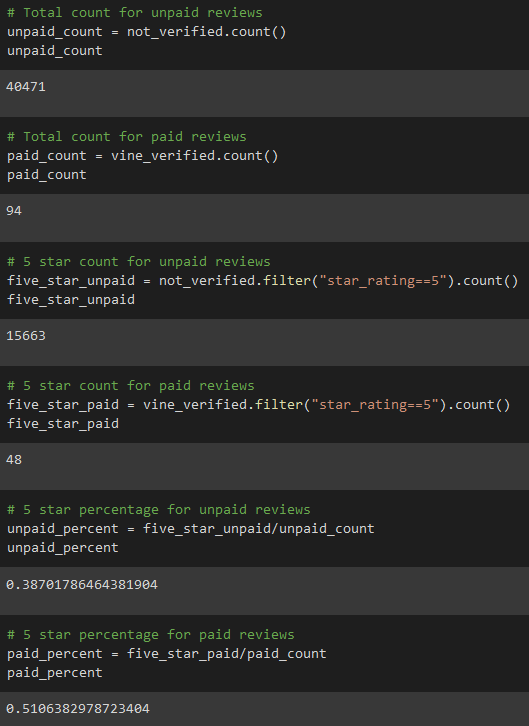 # Total count for unpaid reviews
unpaid_count = not_verified.count()
unpaid_count
40471
# Total count for paid reviews
paid_count = vine_verified.count()
paid_count
94
# 5 star count for unpaid reviews
five_star_unpaid = not_verified.filter("star_rating==5").count()
five_star_unpaid
15663
# 5 star count for paid reviews
five_star_paid = vine_verified.filter("star_rating==5").count()
five_star_paid
48
# 5 star percentage for unpaid reviews
unpaid_percent = five_star_unpaid/unpaid_count
unpaid_percent
0.38701786464381904
# 5 star percentage for paid reviews
paid_percent = five_star_paid/paid_count
paid_percent
0.5106382978723404